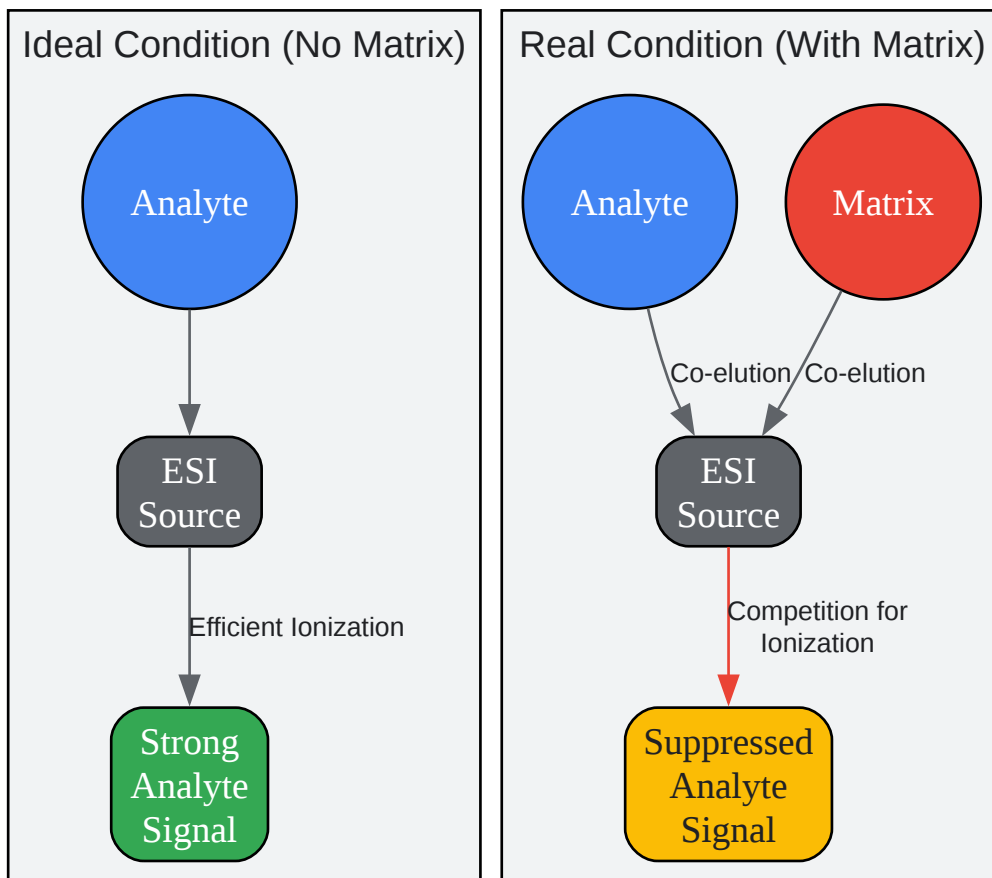 Ideal Condition (No Matrix)
Analyte
ESI
Source
Efficient Ionization
Strong
Analyte
Signal
Real Condition (With Matrix)
Analyte
Matrix
Co-elution
Co-elution
ESI
Source
Competition for
Ionization
Suppressed
Analyte
Signal